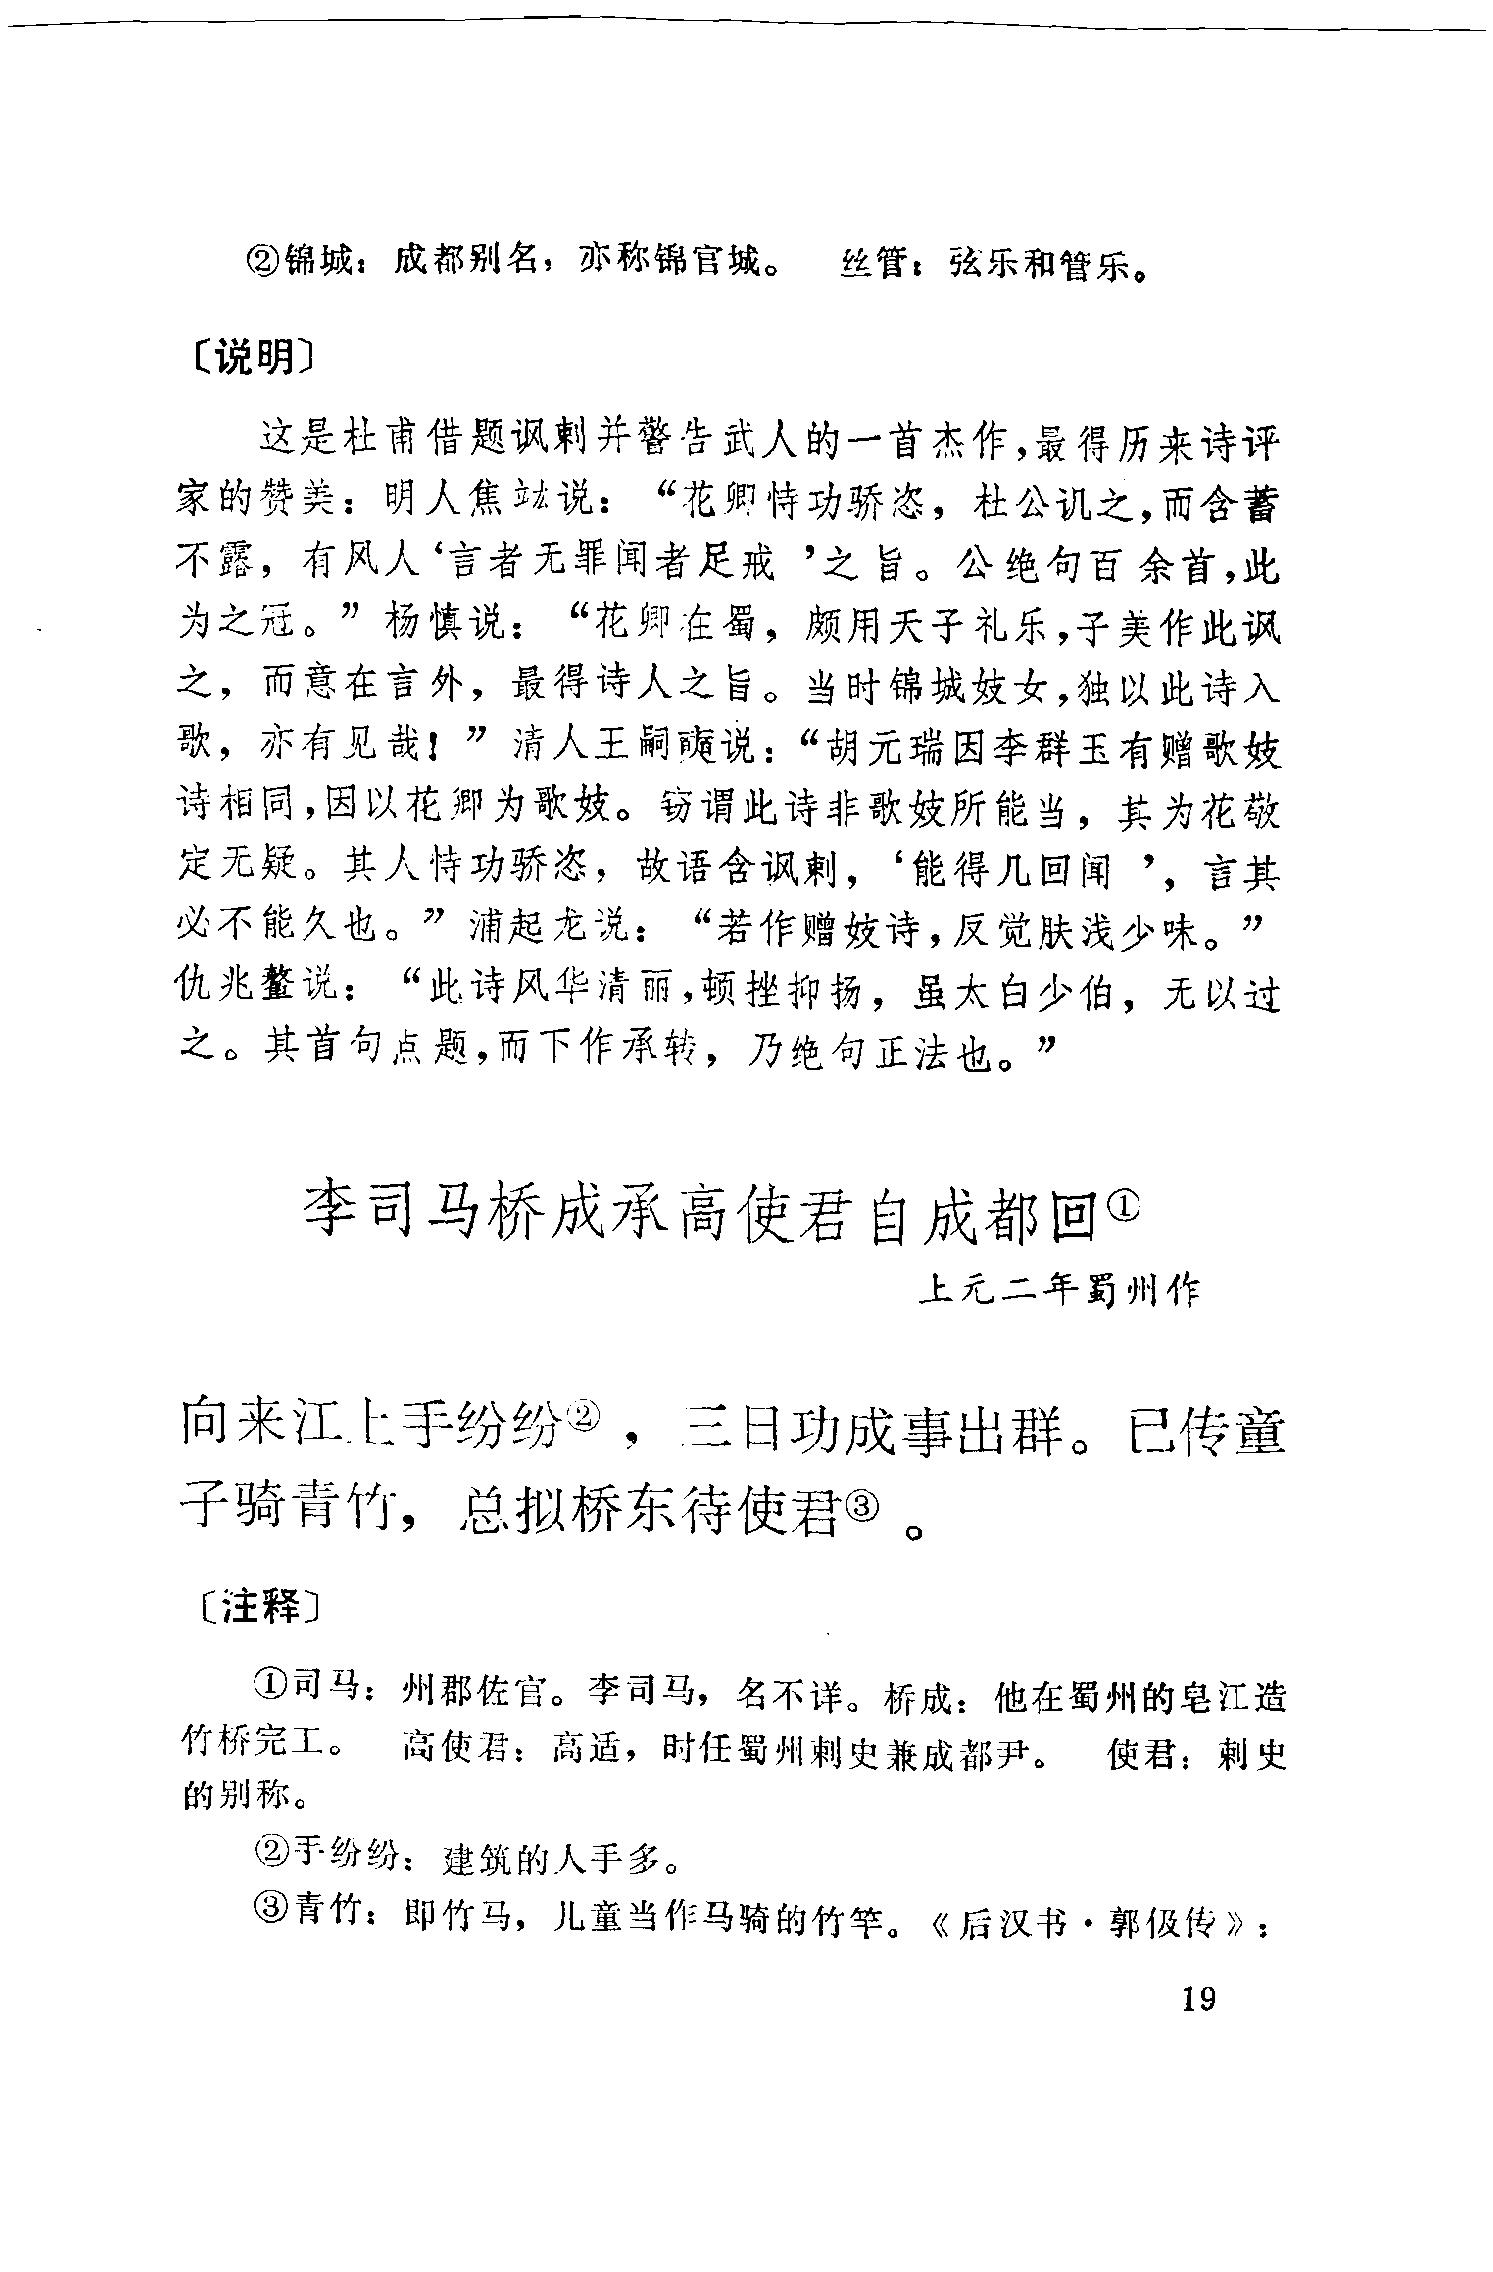 ②锦城：成都别名，亦称锦官城。　丝管：弦乐和管乐。
〔说明〕
这是杜甫借题讽刺并警告武人的一首杰作，最得历来诗评
家的赞美：明人焦竑说：“花卿恃功骄恣，杜公讥之，而含蓄
不露，有风人‘言者无罪闻者足戒’之旨。公绝句百余首，此
为之冠。”杨慎说：“花卿在蜀，颇用天子礼乐，子美作此讽
之，而意在言外，最得诗人之旨。当时锦城妓女，独以此诗入
歌，亦有见哉！”清人王嗣奭说：“胡元瑞因李群玉有赠歌妓
诗相同，因以花卿为歌妓。窃谓此诗非歌妓所能当，其为花敬
定无疑。其人恃功骄恣，故语含讽刺，‘能得几回闻’，言其
必不能久也。”浦起龙说：“若作赠妓诗，反觉肤浅少味。”
仇兆鳌说：“此诗风华清丽，顿挫抑扬，虽太白少伯，无以过
之。其首句点题，而下作承转，乃绝句正法也。”
李司马桥成承高使君自成都回①
上元二年蜀州作
向来江上手纷纷②，三日功成事出群。已传童
子骑青竹，总拟桥东待使君③。
〔注释〕
①司马：州郡佐官。李司马，名不详。桥成：他在蜀州的皂江造
竹桥完工。　高使君：高适，时任蜀州刺史兼成都尹。　使君：刺史
的别称。
②手纷纷：建筑的人手多。
③青竹：即竹马，儿童当作马骑的竹竿。《后汉书·郭伋传》：
19